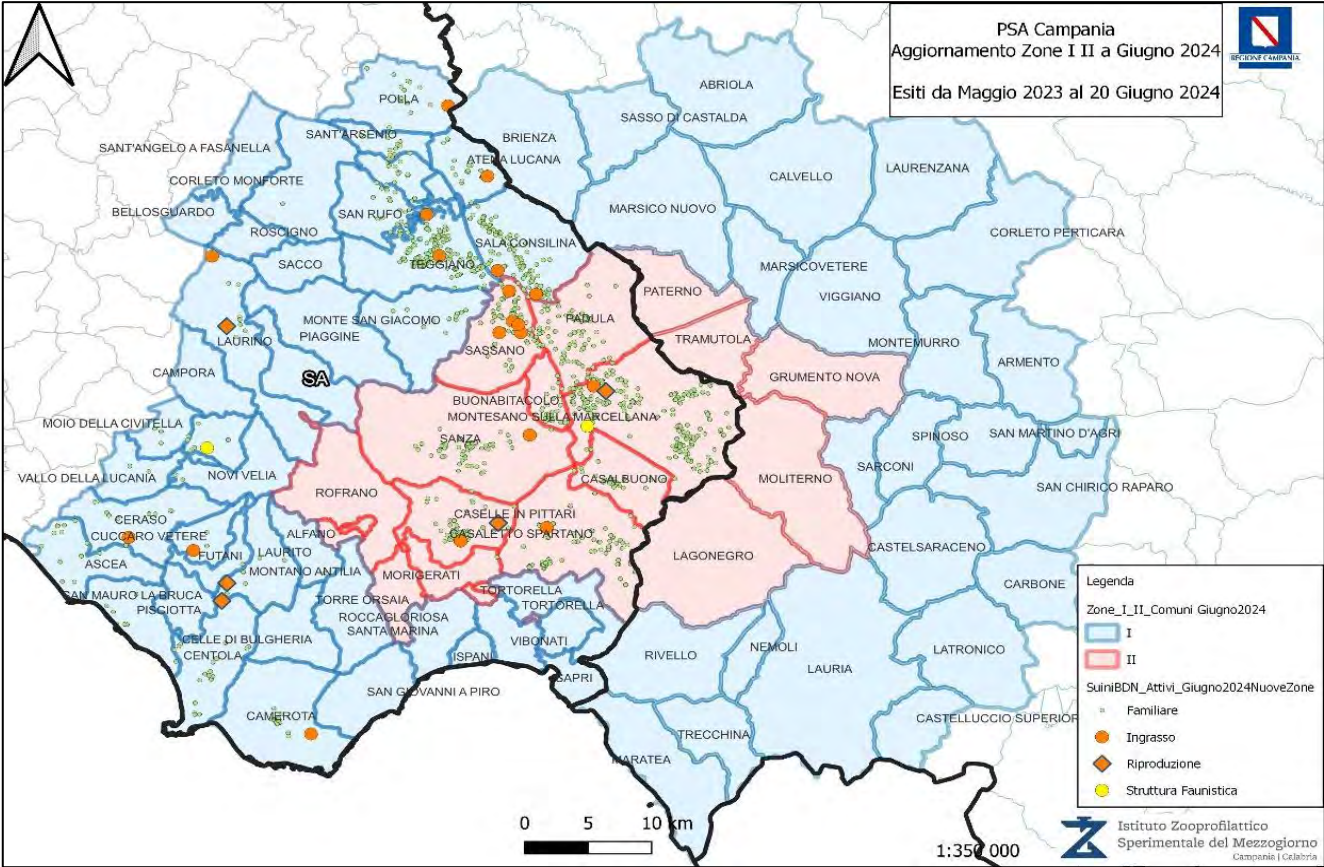 PSA Campania
Aggiornamento Zone I II a Giugno 2024
Esiti da Maggio 2023 al 20 Giugno 2024
REGIONE CAMPANIA
ABRIOLA
POLLA
SASSO DI CASTALDA
SANT'ARSENIO
BRIENZA
SANT'ANGELO A FASANELLA
ATENA LUCANA
LAURENZANA
CALVELLO
CORLETO MONFORTE
MARSICO NUOVO
BELLOSGUARDO
SAN RUFO
ROSCIGNO
CORLETO PERTICARA
SALA CONSILINA
SACCO
TEGGIANO
MARSICOVETERE
PATERNO
VIGGIANO
MONTE SAN GIACOMO
PADULA
PIAGGINE
LAURINO
TRAMUTOLA
MONTEMURRO
SASSANO
ARMENTO
CAMPORA
SA
GRUMENTO NOVA
BUONABITACOLO
MONTESANO SULLA MARCELLANA
MOIO DELLA CIVITELLA
SANZA
SPINOSO
SAN MARTINO D'AGRI
SARCONI
VALLO DELLA LUCANIA
NOVI VELIA
CASALBUONO
MOLITERNO
SAN CHIRICO RAPARO
ROFRANO
CASELLE IN PITTARI
CERASO
CUCCARO VETERE
ALFANO
CASALETTO SPARTANO
CASTELSARACENO
FUTANI
LAURITO
LAGONEGRO
ASCEA
MONTANO ANTILIA
MORIGERATI
CARBONE
SAN MAURO LA BRUCA
TORTORELLA
PISCIOTTA
TORRE ORSAIA
TORTORELLA
ROCCAGLORIOSA
SANTA MARINA
CELLE DI BULGHERIA
VIBONATI
NEMOLI
CENTOLA
ISPANI
RIVELLO
LATRONICO
LAURIA
SAPRI
SAN GIOVANNI A PIRO
CAMEROTA
CASTELLUCCIO SUPERIOR
TRECCHINA
MARATEA
Legenda
Zone_I_II_Comuni Giugno2024
I
II
SuiniBDN_Attivi_Giugno2024NuoveZone
Familiare
Ingrasso
Riproduzione
Struttura Faunistica
0 5 10 km
1:350 000
Istituto Zooprofilattico
Sperimentale del Mezzogiorno
Campania | Calabria